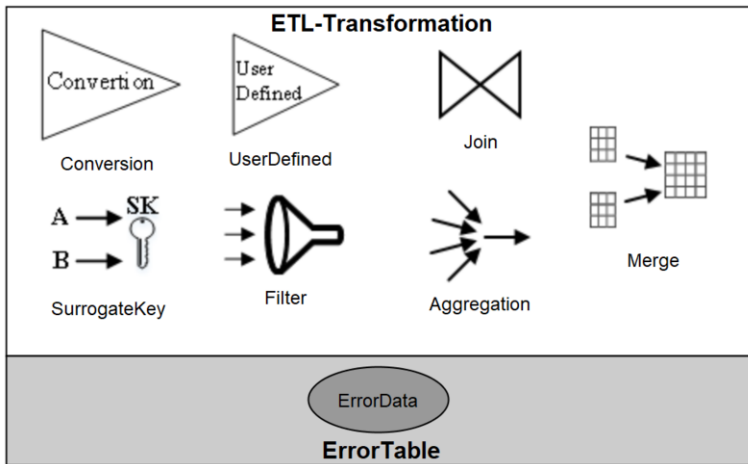 ETL-Transformation
Convertion
User
Defined
Conversion
UserDefined
Join
A
SK
B
SurrogateKey
Filter
Aggregation
Merge
ErrorData
ErrorTable